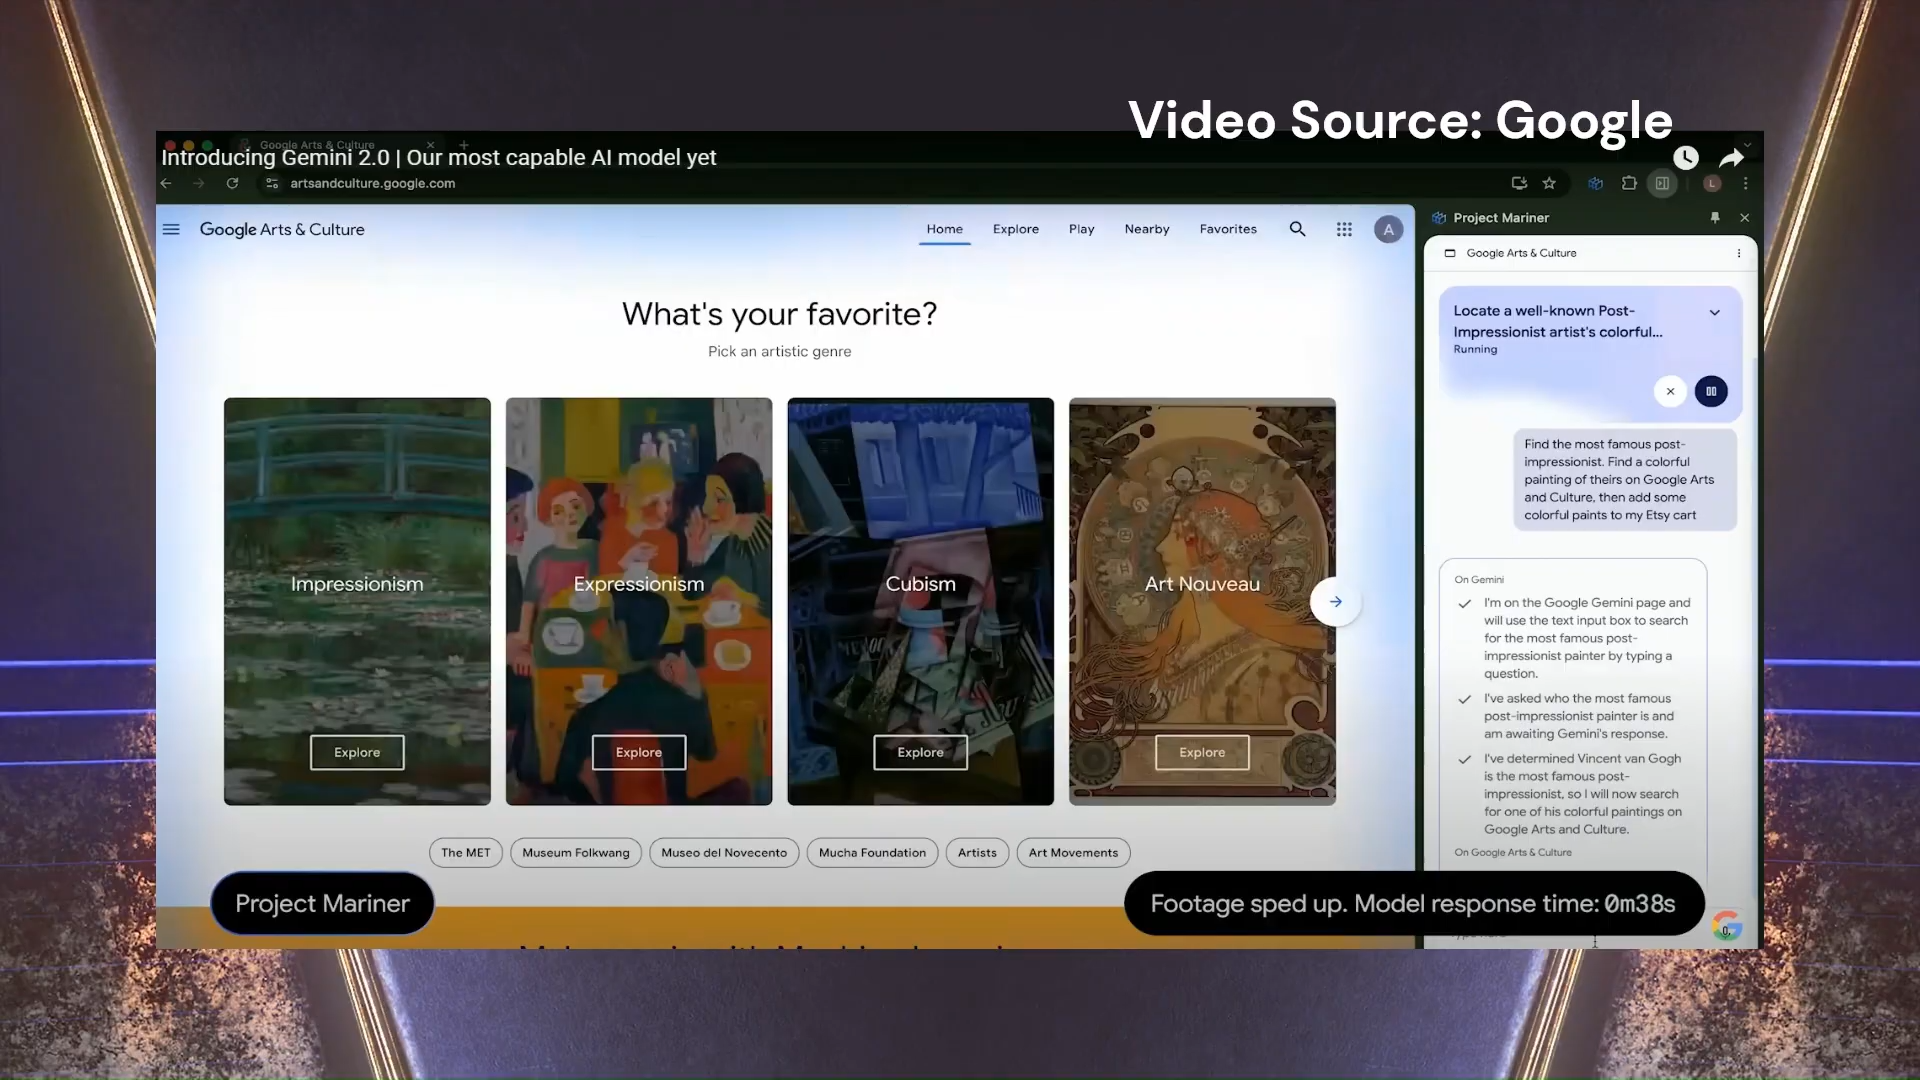 Video Source: Google
Google Arts & Culture
Introducing Gemini 2.0 | Our most capable AI model yet
artsandculture.google.com
L
Google Arts & Culture
Home
Explore
Play
Nearby
Favorites
A
What's your favorite?
Pick an artistic genre
Impressionism
Explore
Expressionism
Explore
Cubism
Explore
Art Nouveau
Explore
The MET
Museum Folkwang
Museo del Novecento
Mucha Foundation
Artists
Art Movements
Project Mariner
Google Arts & Culture
Locate a well-known Post-
Impressionist artist's colorful...
Running
Find the most famous post-
impressionist. Find a colorful
painting of theirs on Google Arts
and Culture, then add some
colorful paints to my Etsy cart
On Gemini
I'm on the Google Gemini page and
will use the text input box to search
for the most famous post-
impressionist painter by typing a
question.
I've asked who the most famous
post-impressionist painter is and
am awaiting Gemini's response.
I've determined Vincent van Gogh
is the most famous post-
impressionist, so I will now search
for one of his colorful paintings on
Google Arts and Culture.
On Google Arts & Culture
Project Mariner
Footage sped up. Model response time: 0m38s